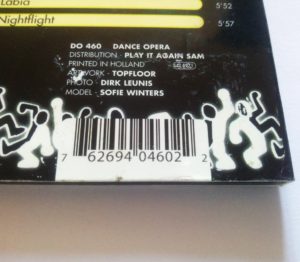 Labia 5'52
Nightflight 5'57
DO 460 DANCE OPERA
DISTRIBUTION · PLAY IT AGAIN SAM
PRINTED IN HOLLAND
ARTWORK · TOPFLOOR
PHOTO · DIRK LEUNIS
MODEL · SOFIE WINTERS
7 62694 04602 2